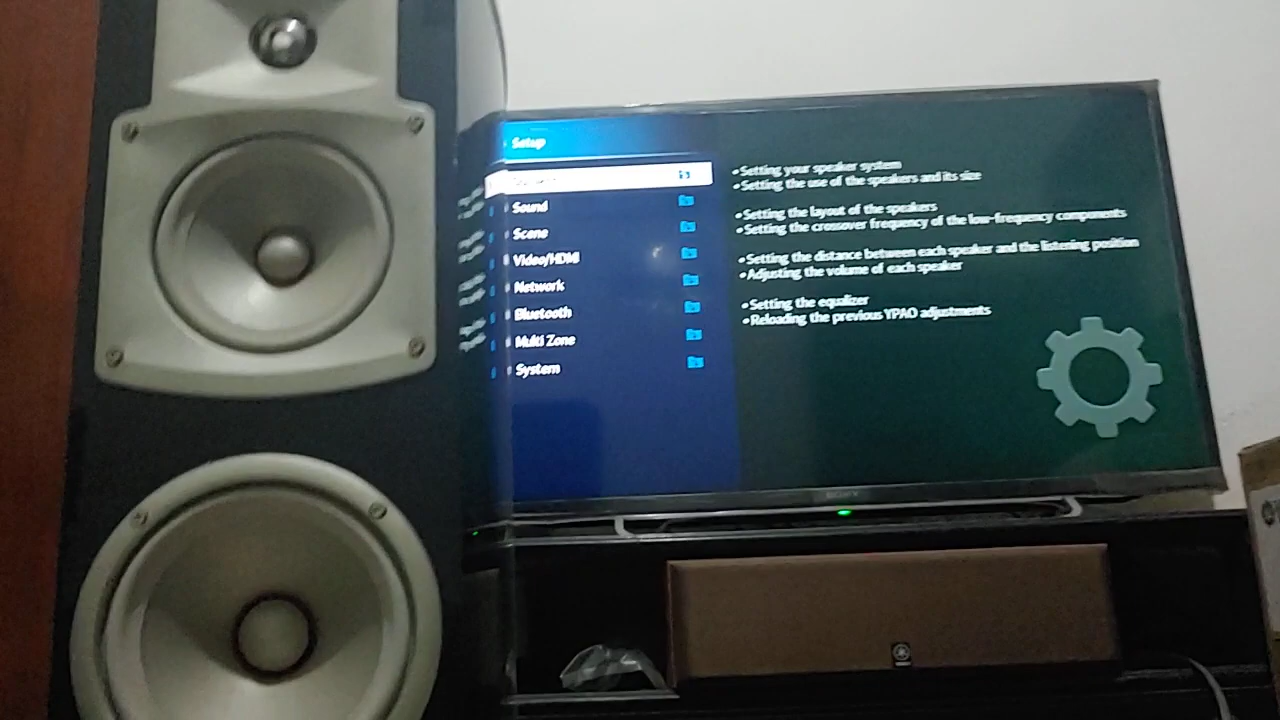 Setup
Sound
Scene
Video/HDMI
Network
Bluetooth
Multi Zone
System
•Setting your speaker system
•Setting the use of the speakers and its size
•Setting the layout of the speakers
•Setting the crossover frequency of the low-frequency components
•Setting the distance between each speaker and the listening position
•Adjusting the volume of each speaker
•Setting the equalizer
•Reloading the previous YPAO adjustments
SONY